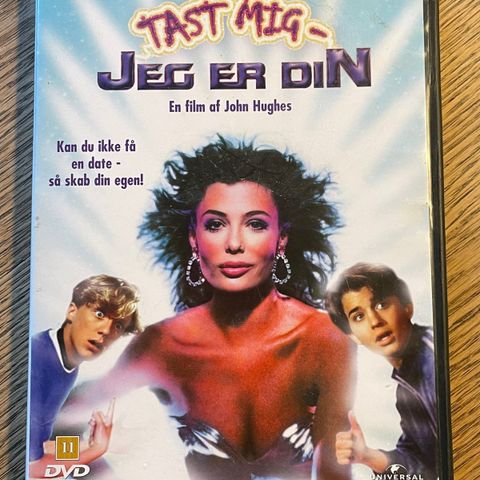 TAST MIG -
JEG ER DIN
En film af John Hughes
Kan du ikke få
en date -
så skab din egen!
11
DVD
UNIVERSAL